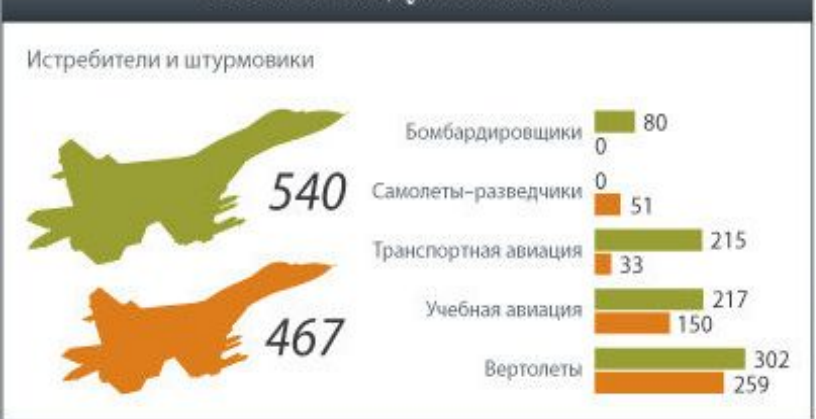 Истребители и штурмовики
540
467
Бомбардировщики 80
0
Самолеты–разведчики 0
51
Транспортная авиация 215
33
Учебная авиация 217
150
Вертолеты 302
259